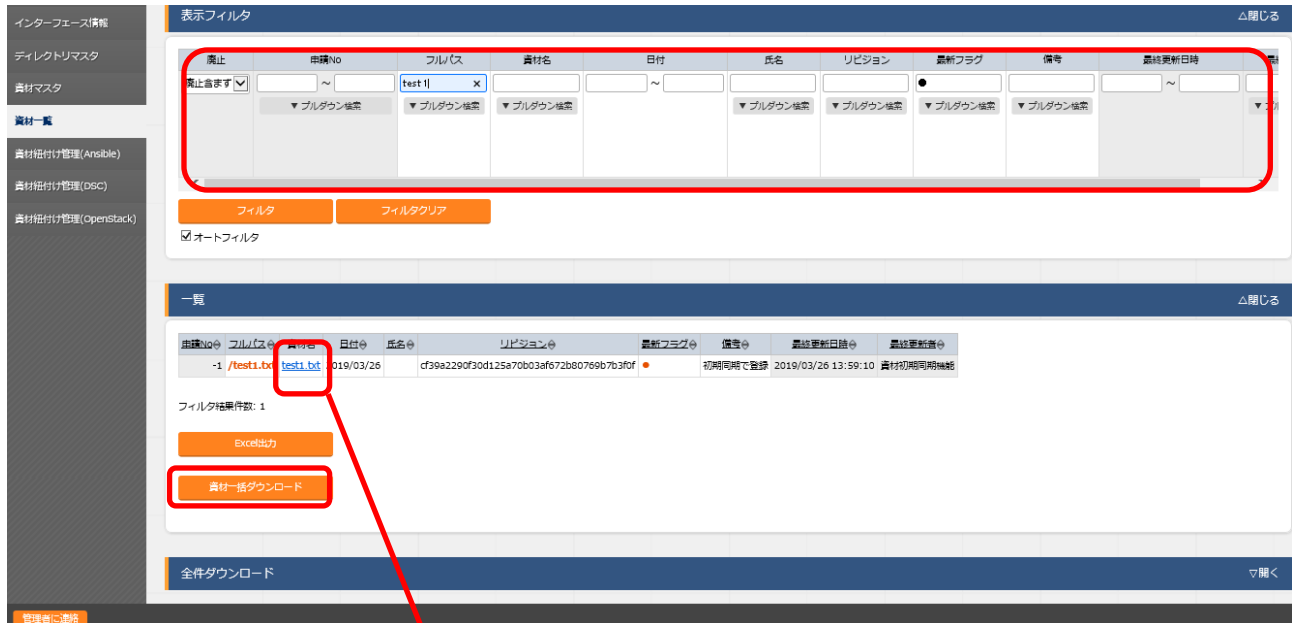 インターフェース情報
ディレクトリマスタ
資材マスタ
資材一覧
資材紐付け管理(Ansible)
資材紐付け管理(DSC)
資材紐付け管理(OpenStack)
表示フィルタ △閉じる
廃止 申請No フルパス 資材名 日付 氏名 リビジョン 最新フラグ 備考 最終更新日時
廃止含まず ～ test 1 × ～ ● ～
▼プルダウン検索 ▼プルダウン検索 ▼プルダウン検索 ▼プルダウン検索 ▼プルダウン検索 ▼プルダウン検索 ▼プルダウン検索
フィルタ フィルタクリア
オートフィルタ
一覧 △閉じる
申請No フルパス 資材名 日付 氏名 リビジョン 最新フラグ 備考 最終更新日時 最終更新者
-1 /test1.txt test1.txt 2019/03/26 cf39a2290f30d125a70b03af672b80769b7b3f0f ● 初期同期で登録 2019/03/26 13:59:10 資材初期同期機能
フィルタ結果件数: 1
Excel出力
資材一括ダウンロード
全件ダウンロード ▽開く
管理者に連絡